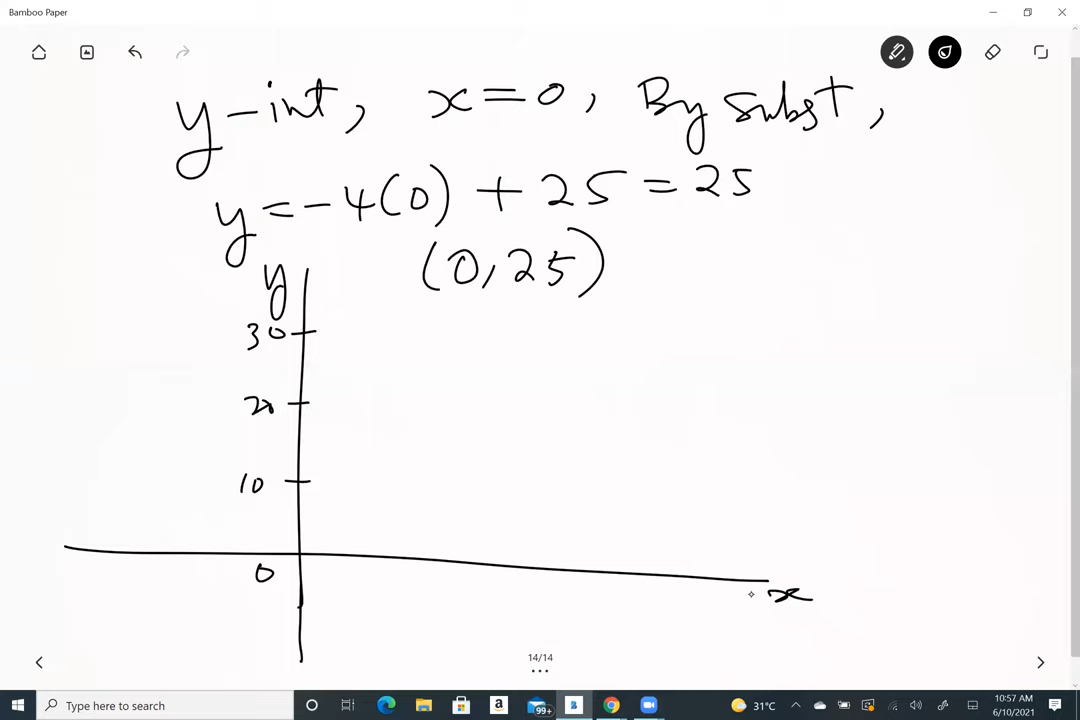 Bamboo Paper
y-int, x=0, By subst,
y=-4(0) + 25 = 25
(0,25)
y
30
20
10
0
x
14/14
Type here to search
99+
31°C
10:57 AM
6/10/2021